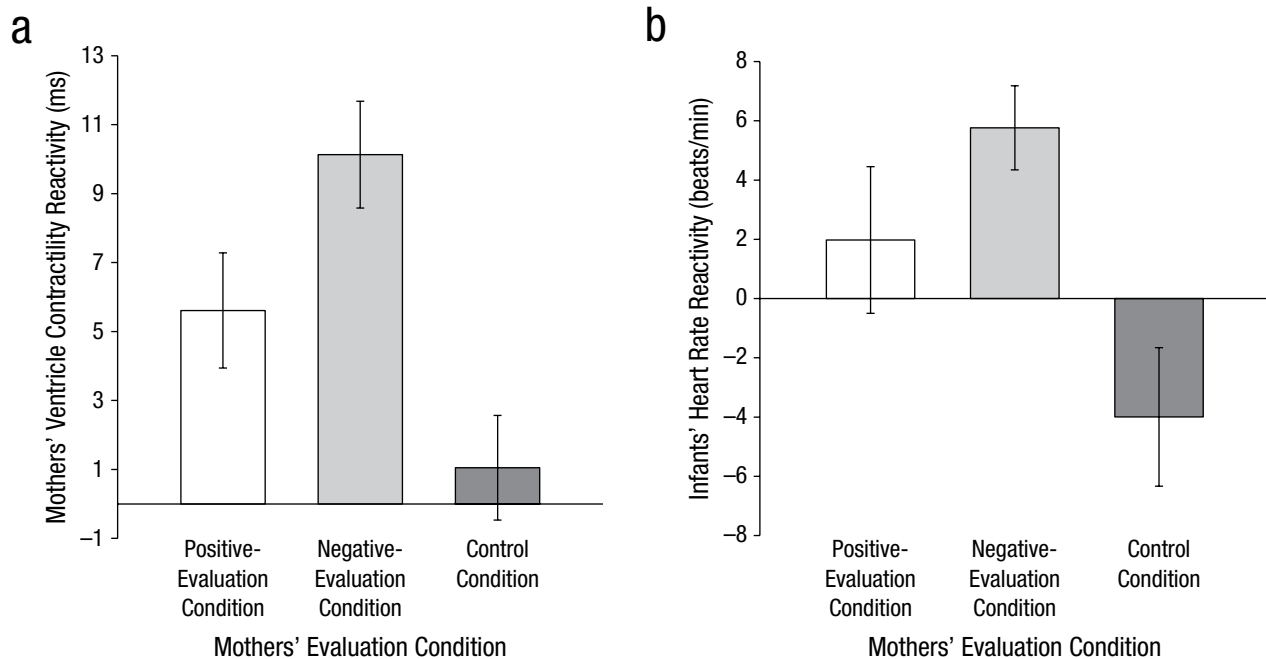 a
Mothers’ Ventricle Contractility Reactivity (ms)
13
11
9
7
5
3
1
–1
Positive-
Evaluation
Condition
Negative-
Evaluation
Condition
Control
Condition
Mothers’ Evaluation Condition
b
Infants’ Heart Rate Reactivity (beats/min)
8
6
4
2
0
–2
–4
–6
–8
Positive-
Evaluation
Condition
Negative-
Evaluation
Condition
Control
Condition
Mothers’ Evaluation Condition